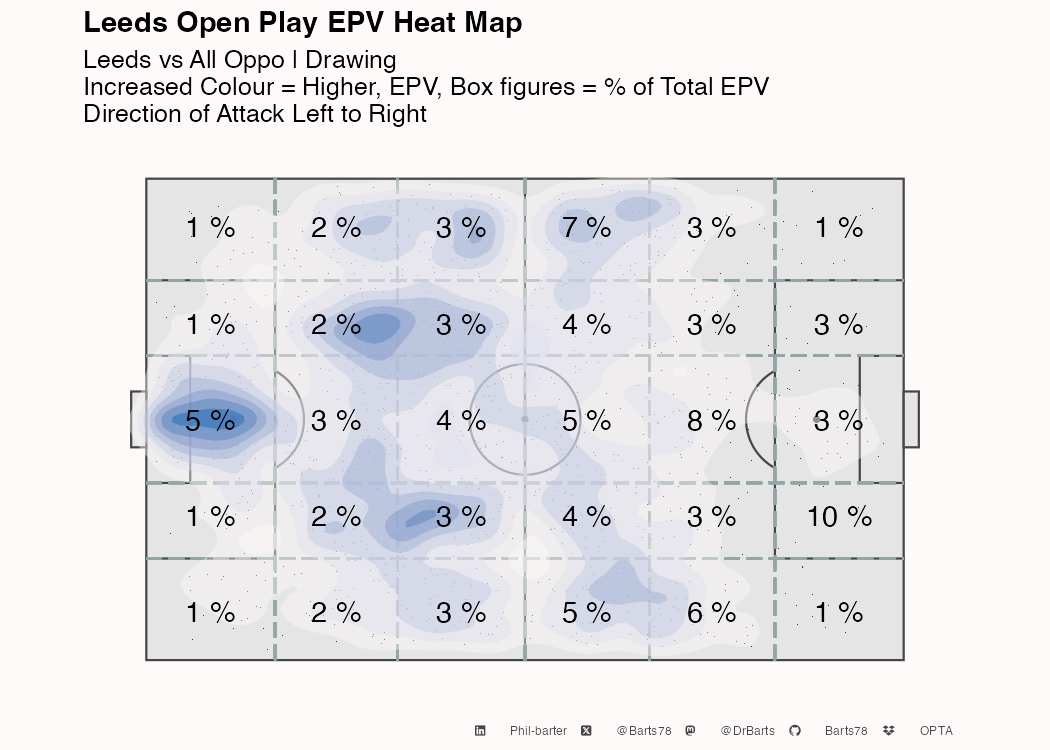 Leeds Open Play EPV Heat Map
Leeds vs All Oppo | Drawing
Increased Colour = Higher, EPV, Box figures = % of Total EPV
Direction of Attack Left to Right
1 % 2 % 3 % 7 % 3 % 1 %
1 % 2 % 3 % 4 % 3 % 3 %
5 % 3 % 4 % 5 % 8 % 8 %
1 % 2 % 3 % 4 % 3 % 10 %
1 % 2 % 3 % 5 % 6 % 1 %
Phil-barter @Barts78 @DrBarts Barts78 OPTA